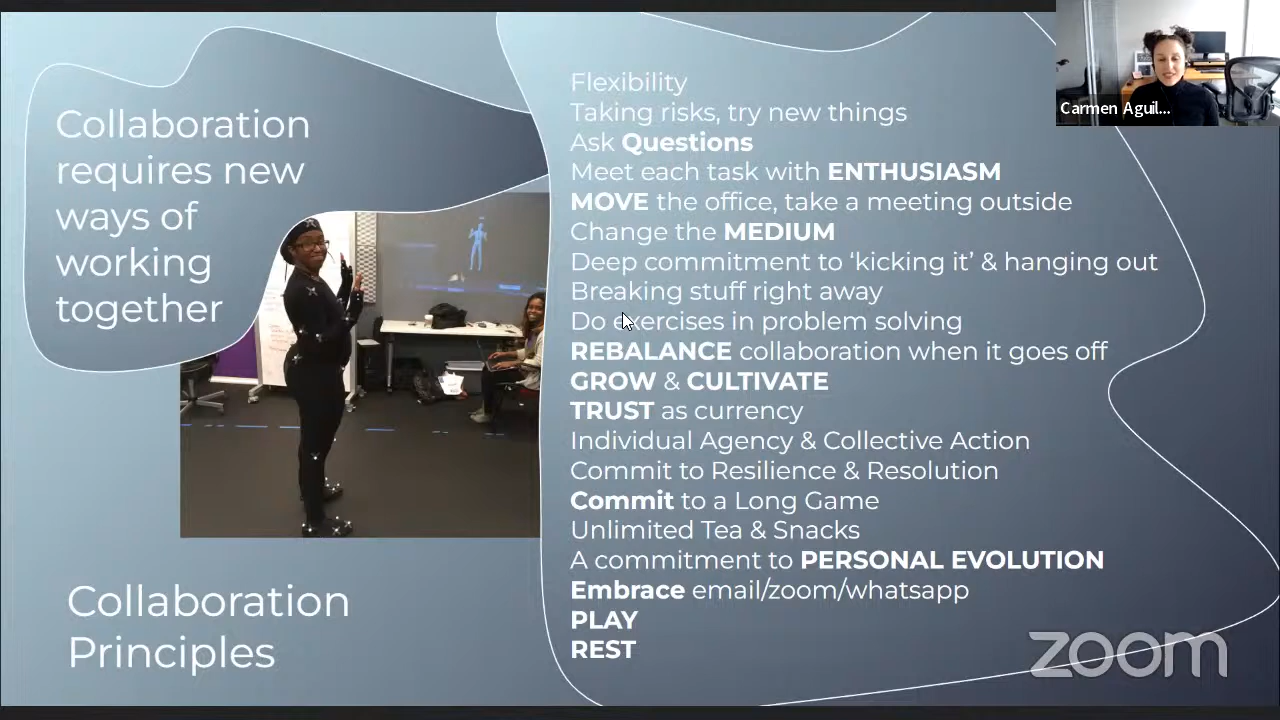 Collaboration
requires new
ways of
working
together
Collaboration
Principles
Flexibility
Taking risks, try new things
Ask Questions
Meet each task with ENTHUSIASM
MOVE the office, take a meeting outside
Change the MEDIUM
Deep commitment to ‘kicking it’ & hanging out
Breaking stuff right away
Do exercises in problem solving
REBALANCE collaboration when it goes off
GROW & CULTIVATE
TRUST as currency
Individual Agency & Collective Action
Commit to Resilience & Resolution
Commit to a Long Game
Unlimited Tea & Snacks
A commitment to PERSONAL EVOLUTION
Embrace email/zoom/whatsapp
PLAY
REST
Carmen Aguil...
zoom